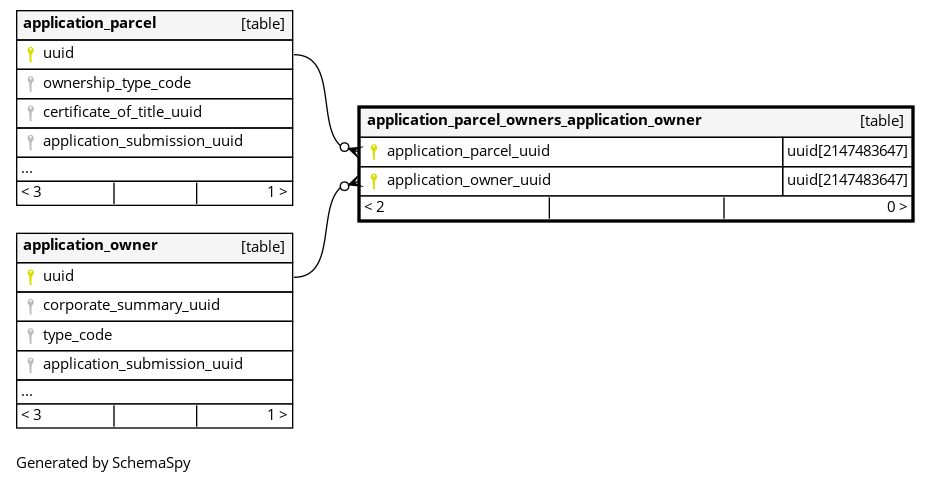 application_parcel [table]
uuid
ownership_type_code
certificate_of_title_uuid
application_submission_uuid
...
< 3 1 >
application_parcel_owners_application_owner [table]
application_parcel_uuid uuid[2147483647]
application_owner_uuid uuid[2147483647]
< 2 0 >
application_owner [table]
uuid
corporate_summary_uuid
type_code
application_submission_uuid
...
< 3 1 >
Generated by SchemaSpy